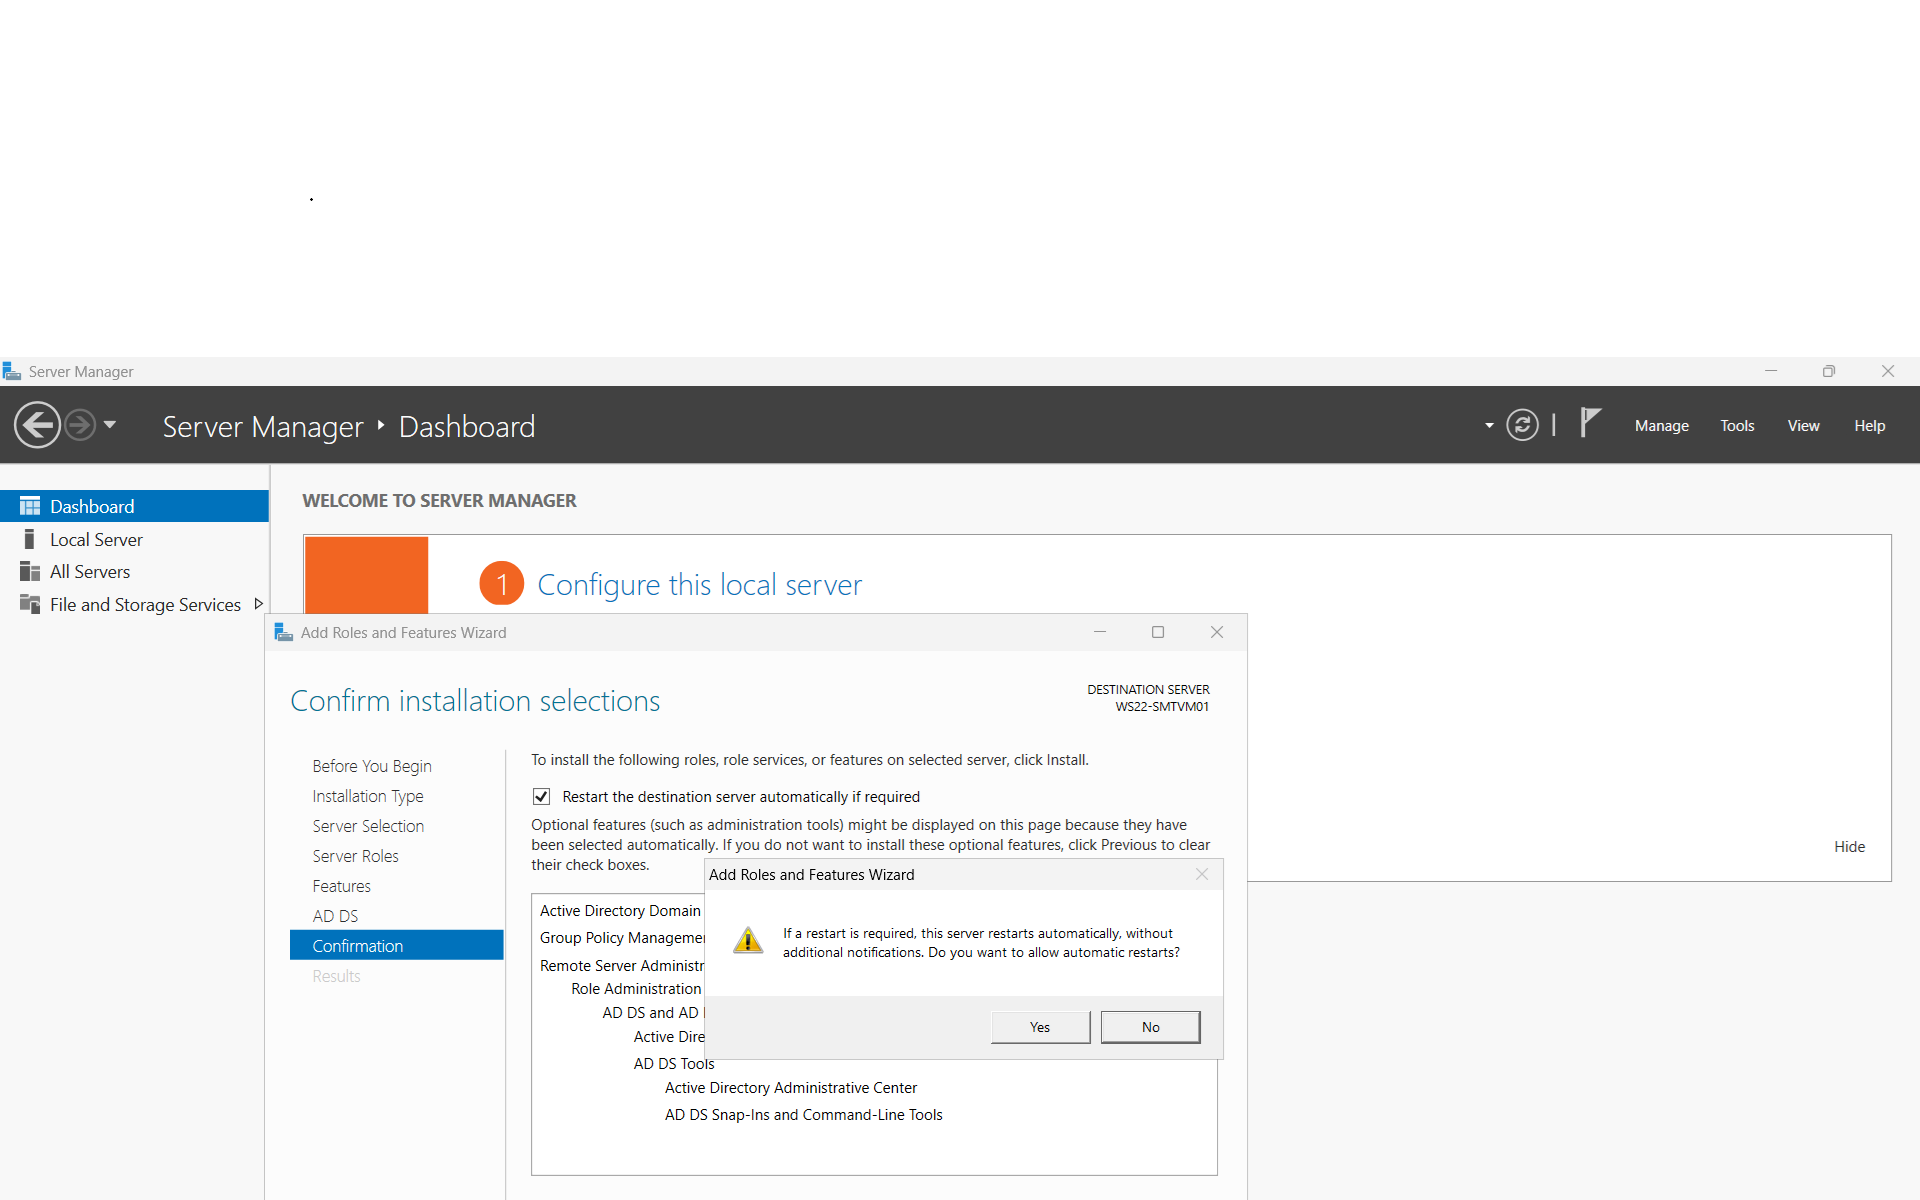 Server Manager
Server Manager Dashboard
Manage Tools View Help
Dashboard
Local Server
All Servers
File and Storage Services
WELCOME TO SERVER MANAGER
1 Configure this local server
Hide
Add Roles and Features Wizard
Confirm installation selections
DESTINATION SERVER
WS22-SMTVM01
Before You Begin
Installation Type
Server Selection
Server Roles
Features
AD DS
Confirmation
Results
To install the following roles, role services, or features on selected server, click Install.
Restart the destination server automatically if required
Optional features (such as administration tools) might be displayed on this page because they have
been selected automatically. If you do not want to install these optional features, click Previous to clear
their check boxes.
Active Directory Domain
Group Policy
Remote Server
Role Administration
AD DS and AD
Active
AD DS Tools
Active Directory Administrative Center
AD DS Snap-Ins and Command-Line Tools
Add Roles and Features Wizard
If a restart is required, this server restarts automatically, without
additional notifications. Do you want to allow automatic restarts?
Yes No